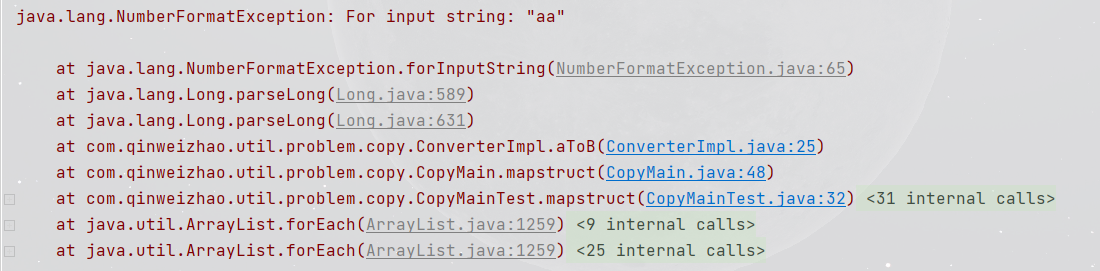 java.lang.NumberFormatException: For input string: "aa"
at java.lang.NumberFormatException.forInputString(NumberFormatException.java:65)
at java.lang.Long.parseLong(Long.java:589)
at java.lang.Long.parseLong(Long.java:631)
at com.qinweizhao.util.problem.copy.ConverterImpl.aToB(ConverterImpl.java:25)
at com.qinweizhao.util.problem.copy.CopyMain.mapstruct(CopyMain.java:48)
at com.qinweizhao.util.problem.copy.CopyMainTest.mapstruct(CopyMainTest.java:32) <31 internal calls>
at java.util.ArrayList.forEach(ArrayList.java:1259) <9 internal calls>
at java.util.ArrayList.forEach(ArrayList.java:1259) <25 internal calls>